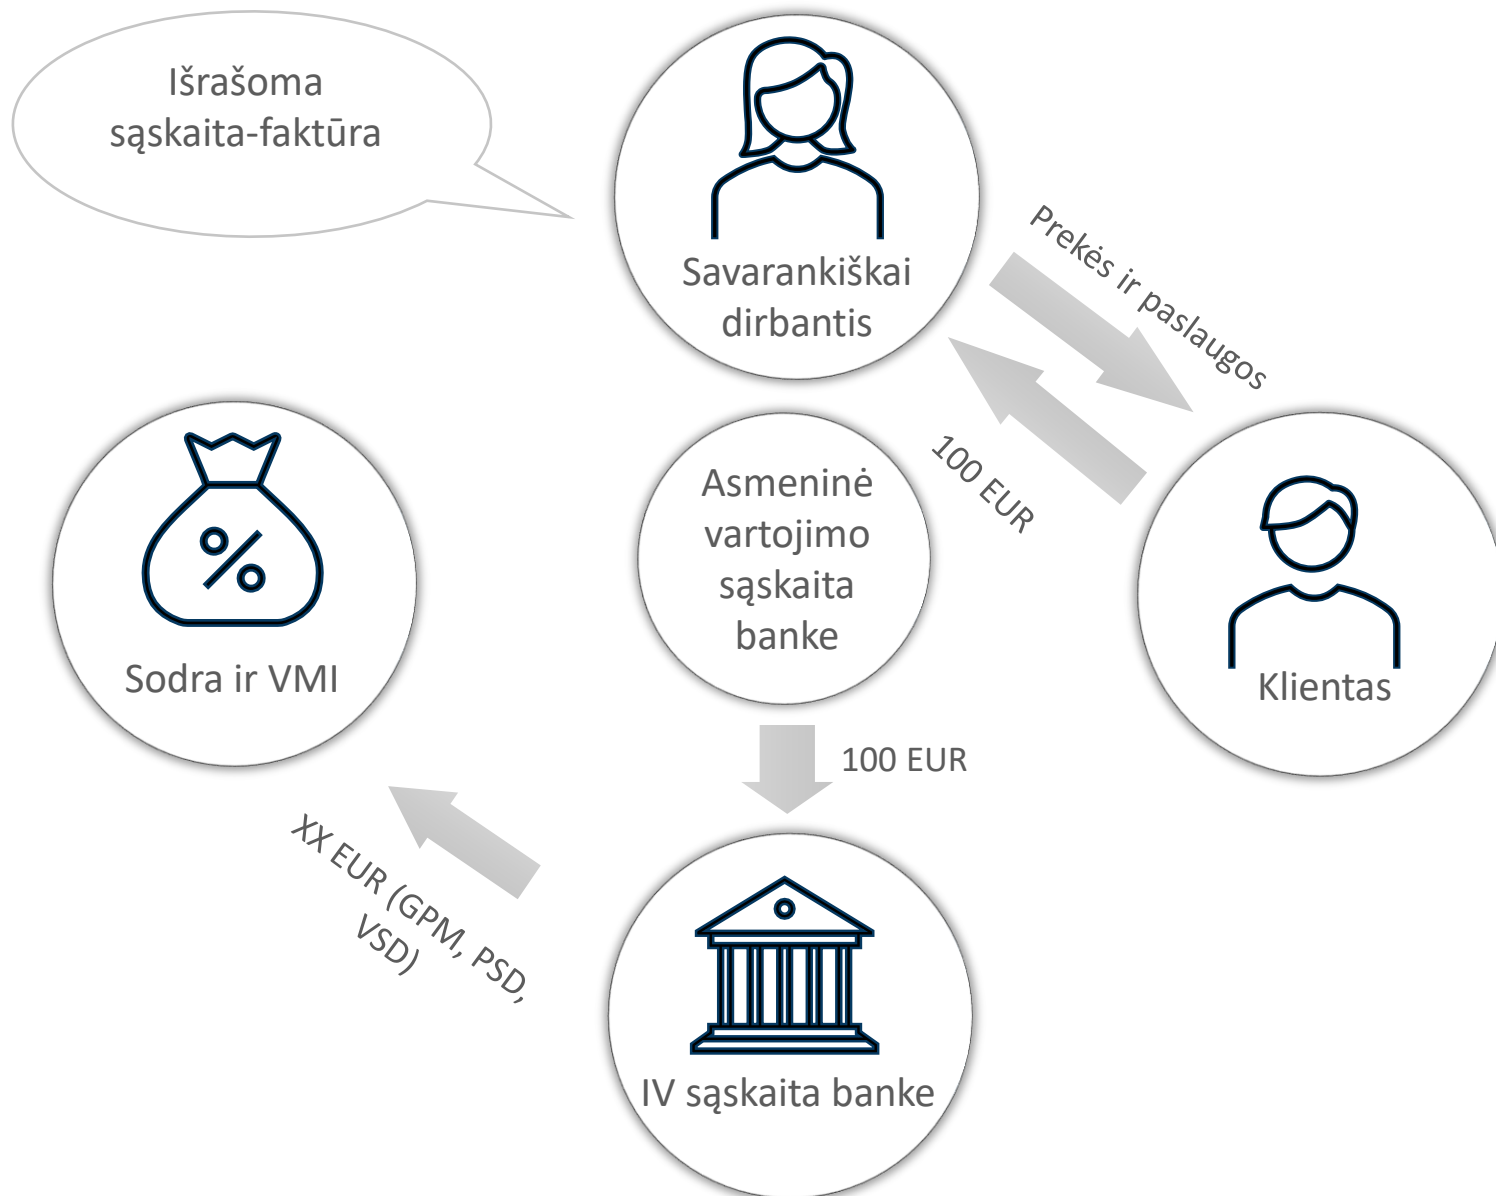 Išrašoma
sąskaita-faktūra
Savarankiškai
dirbantis
Prekės ir paslaugos
100 EUR
Asmeninė
vartojimo
sąskaita
banke
Klientas
Sodra ir VMI
100 EUR
XX EUR (GPM, PSD,
VSD)
IV sąskaita banke